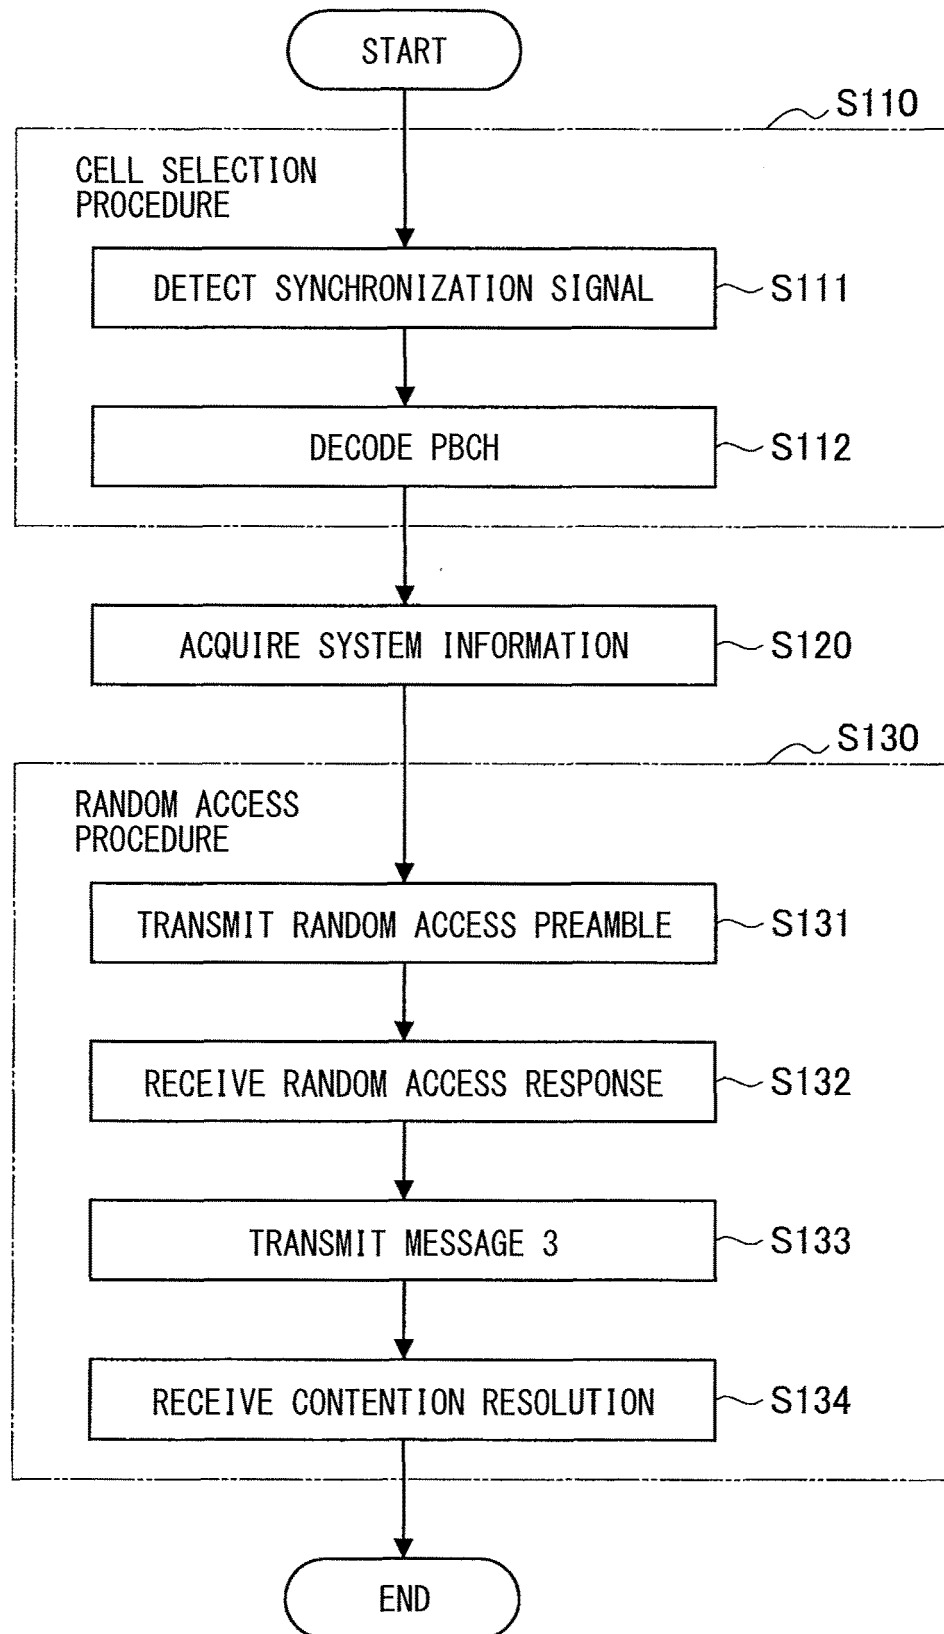 START
S110
CELL SELECTION
PROCEDURE
DETECT SYNCHRONIZATION SIGNAL
S111
DECODE PBCH
S112
ACQUIRE SYSTEM INFORMATION
S120
S130
RANDOM ACCESS
PROCEDURE
TRANSMIT RANDOM ACCESS PREAMBLE
S131
RECEIVE RANDOM ACCESS RESPONSE
S132
TRANSMIT MESSAGE 3
S133
RECEIVE CONTENTION RESOLUTION
S134
END